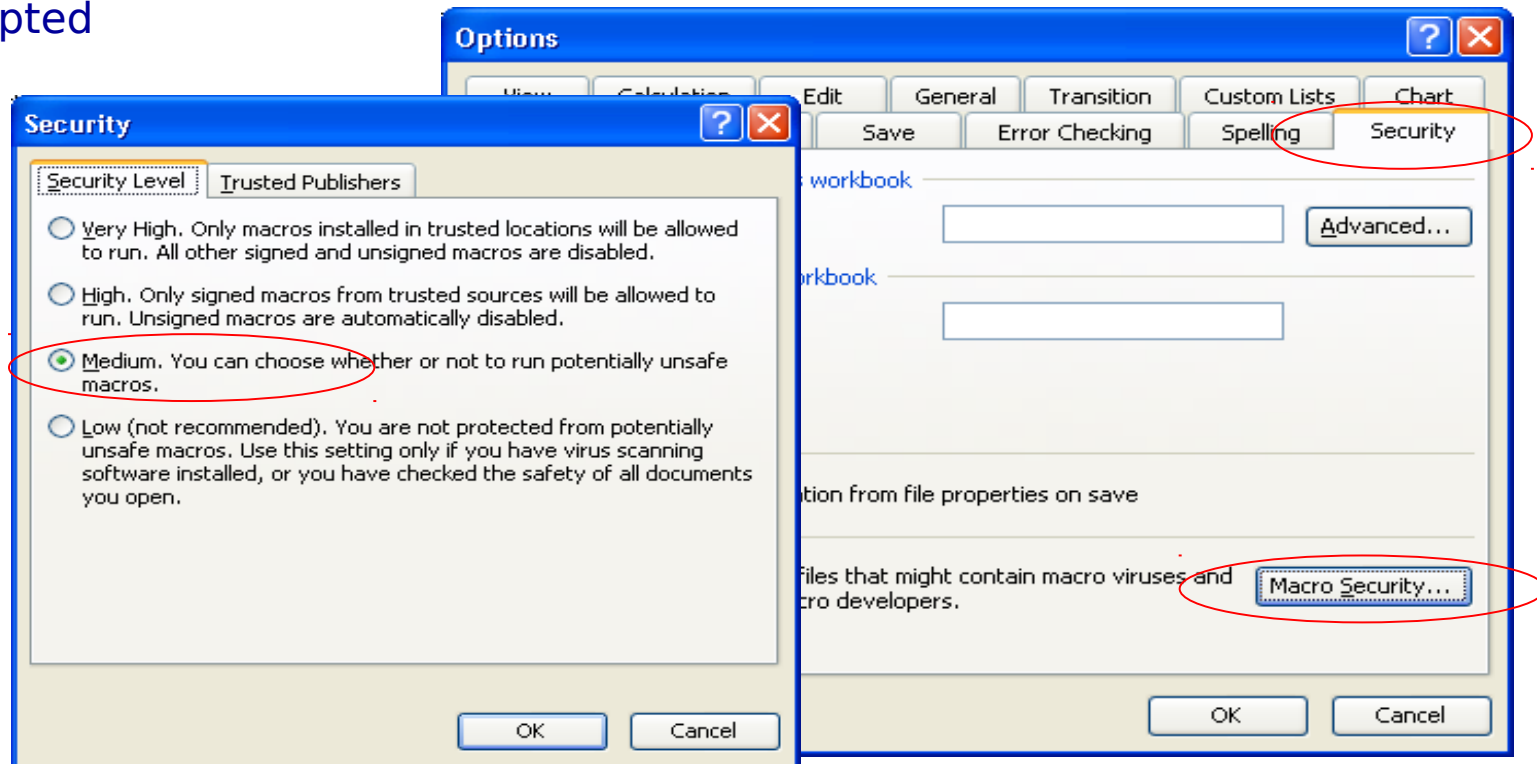 pted
Options
Edit General Transition Custom Lists Chart
Save Error Checking Spelling Security
workbook
Advanced...
rkbook
tion from file properties on save
files that might contain macro viruses and
cro developers.
Macro Security...
OK Cancel
Security
Security Level Trusted Publishers
Very High. Only macros installed in trusted locations will be allowed
to run. All other signed and unsigned macros are disabled.
High. Only signed macros from trusted sources will be allowed to
run. Unsigned macros are automatically disabled.
Medium. You can choose whether or not to run potentially unsafe
macros.
Low (not recommended). You are not protected from potentially
unsafe macros. Use this setting only if you have virus scanning
software installed, or you have checked the safety of all documents
you open.
OK Cancel